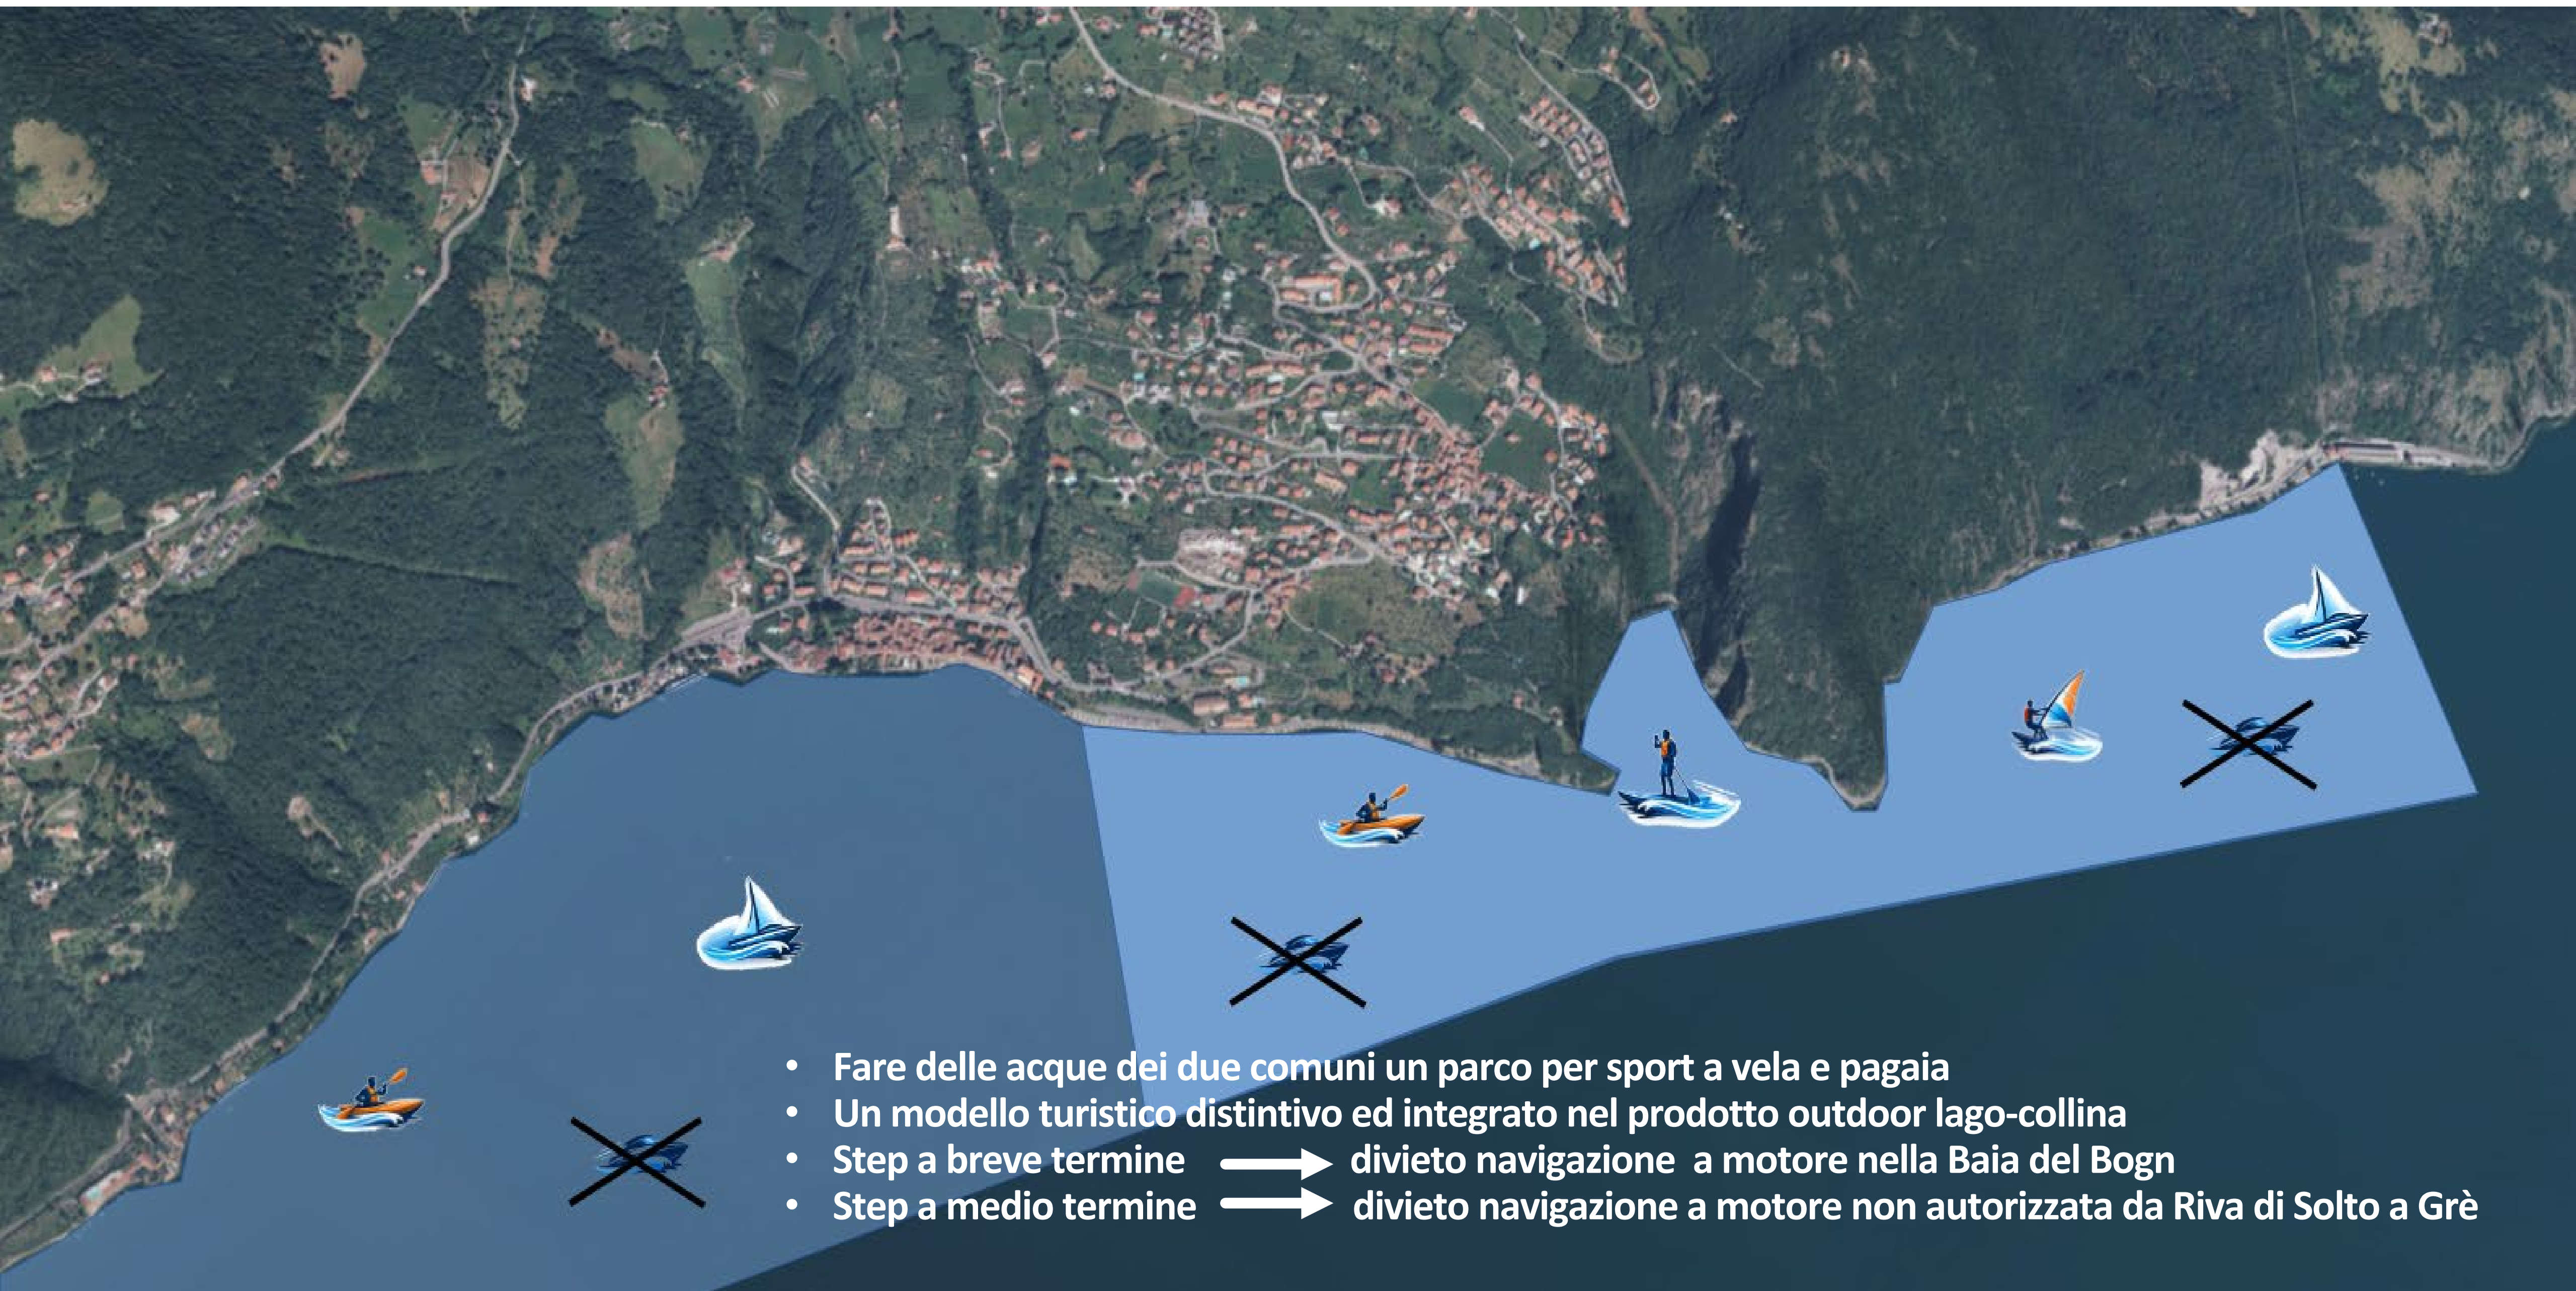 • Fare delle acque dei due comuni un parco per sport a vela e pagaia
• Un modello turistico distintivo ed integrato nel prodotto outdoor lago-collina
• Step a breve termine → divieto navigazione a motore nella Baia del Bogn
• Step a medio termine → divieto navigazione a motore non autorizzata da Riva di Solto a Grè